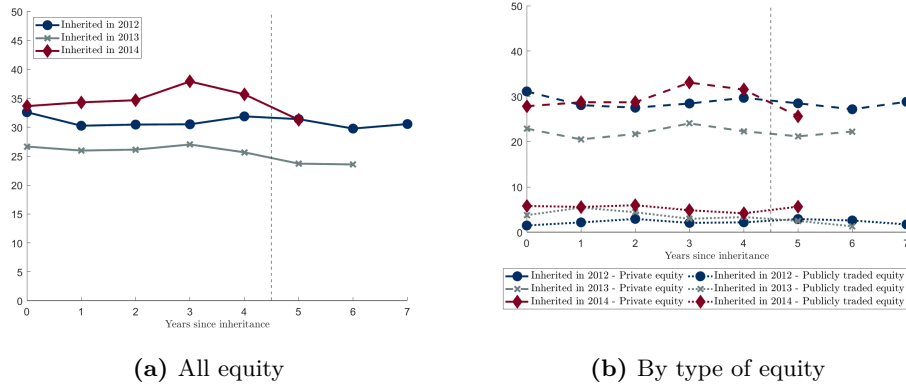 50
45
40
35
30
25
20
15
10
5
0
Inherited in 2012
Inherited in 2013
Inherited in 2014
0 1 2 3 4 5 6 7
Years since inheritance
(a) All equity
50
40
30
20
10
0
0 1 2 3 4 5 6 7
Years since inheritance
Inherited in 2012 - Private equity Inherited in 2012 - Publicly traded equity
Inherited in 2013 - Private equity Inherited in 2013 - Publicly traded equity
Inherited in 2014 - Private equity Inherited in 2014 - Publicly traded equity
(b) By type of equity